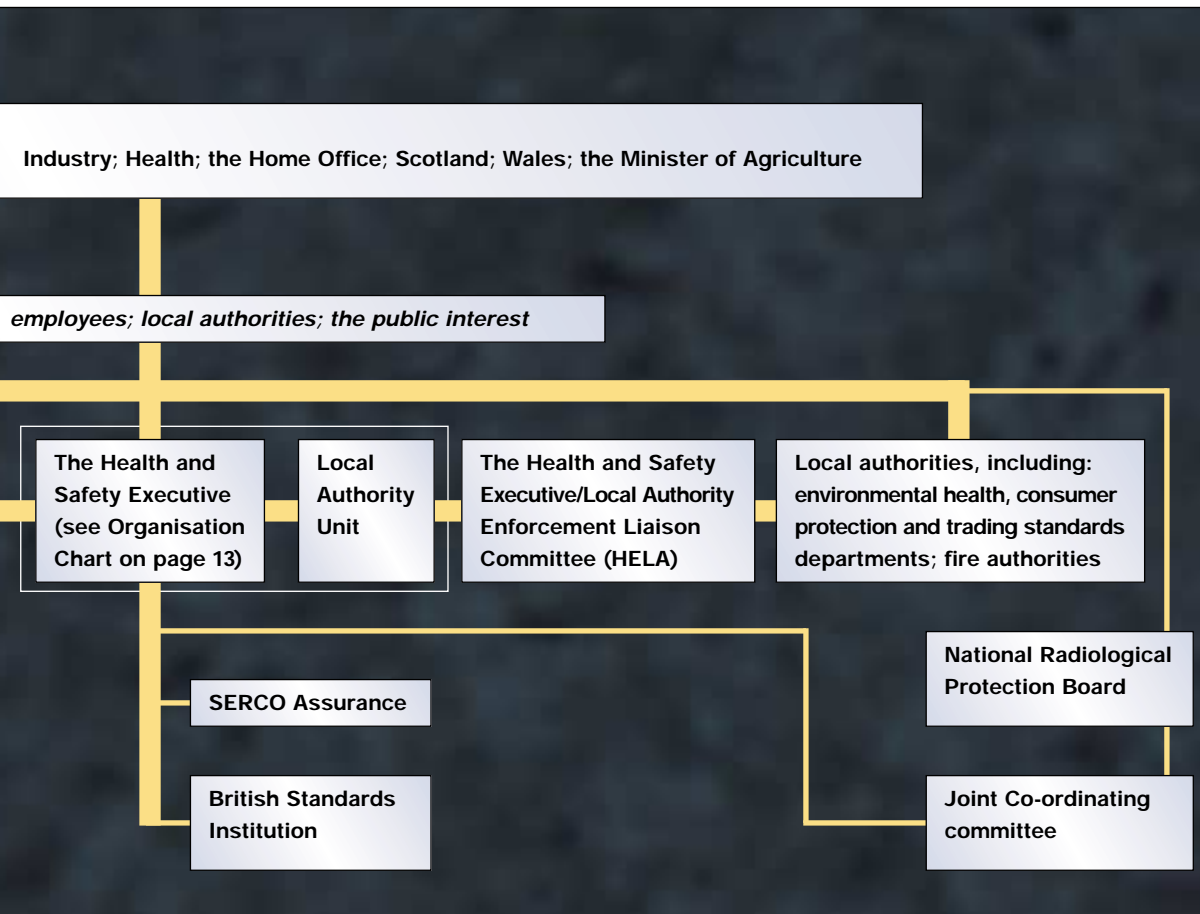 Industry; Health; the Home Office; Scotland; Wales; the Minister of Agriculture
employees; local authorities; the public interest
The Health and
Safety Executive
(see Organisation
Chart on page 13)
Local
Authority
Unit
The Health and Safety
Executive/Local Authority
Enforcement Liaison
Committee (HELA)
Local authorities, including:
environmental health, consumer
protection and trading standards
departments; fire authorities
National Radiological
Protection Board
SERCO Assurance
British Standards
Institution
Joint Co-ordinating
committee